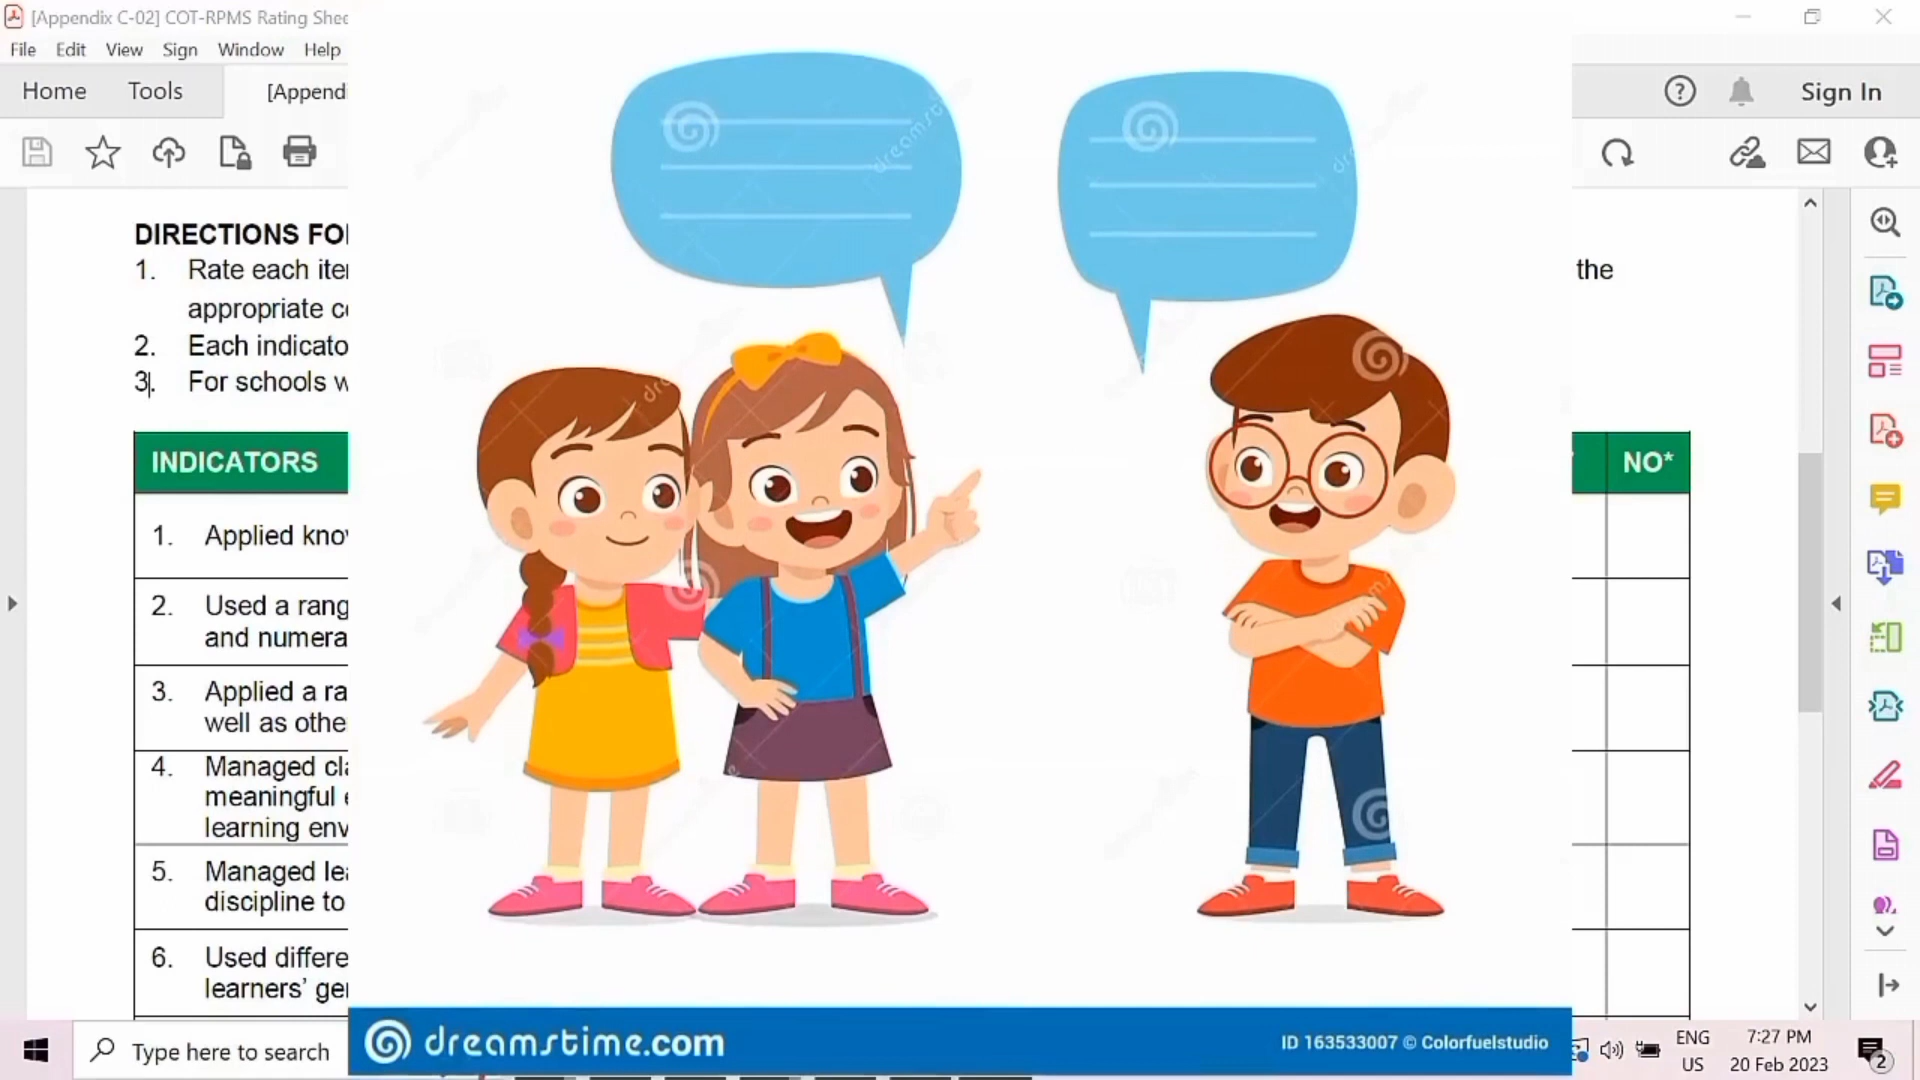 [Appendix C-02] COT-RPMS Rating Shee
File Edit View Sign Window Help
Home Tools [Appendi
Sign In
DIRECTIONS FO
1. Rate each ite
the
appropriate c
2. Each indicato
3. For schools w
INDICATORS
NO*
1. Applied kno
2. Used a rang
and numera
3. Applied a ra
well as othe
4. Managed cl
meaningful
learning env
5. Managed le
discipline to
6. Used differe
learners' ge
dreamstime
dreamstime
dreamstime.com
ID 163533007 © Colorfuelstudio
Type here to search
ENG
US
7:27 PM
20 Feb 2023
2